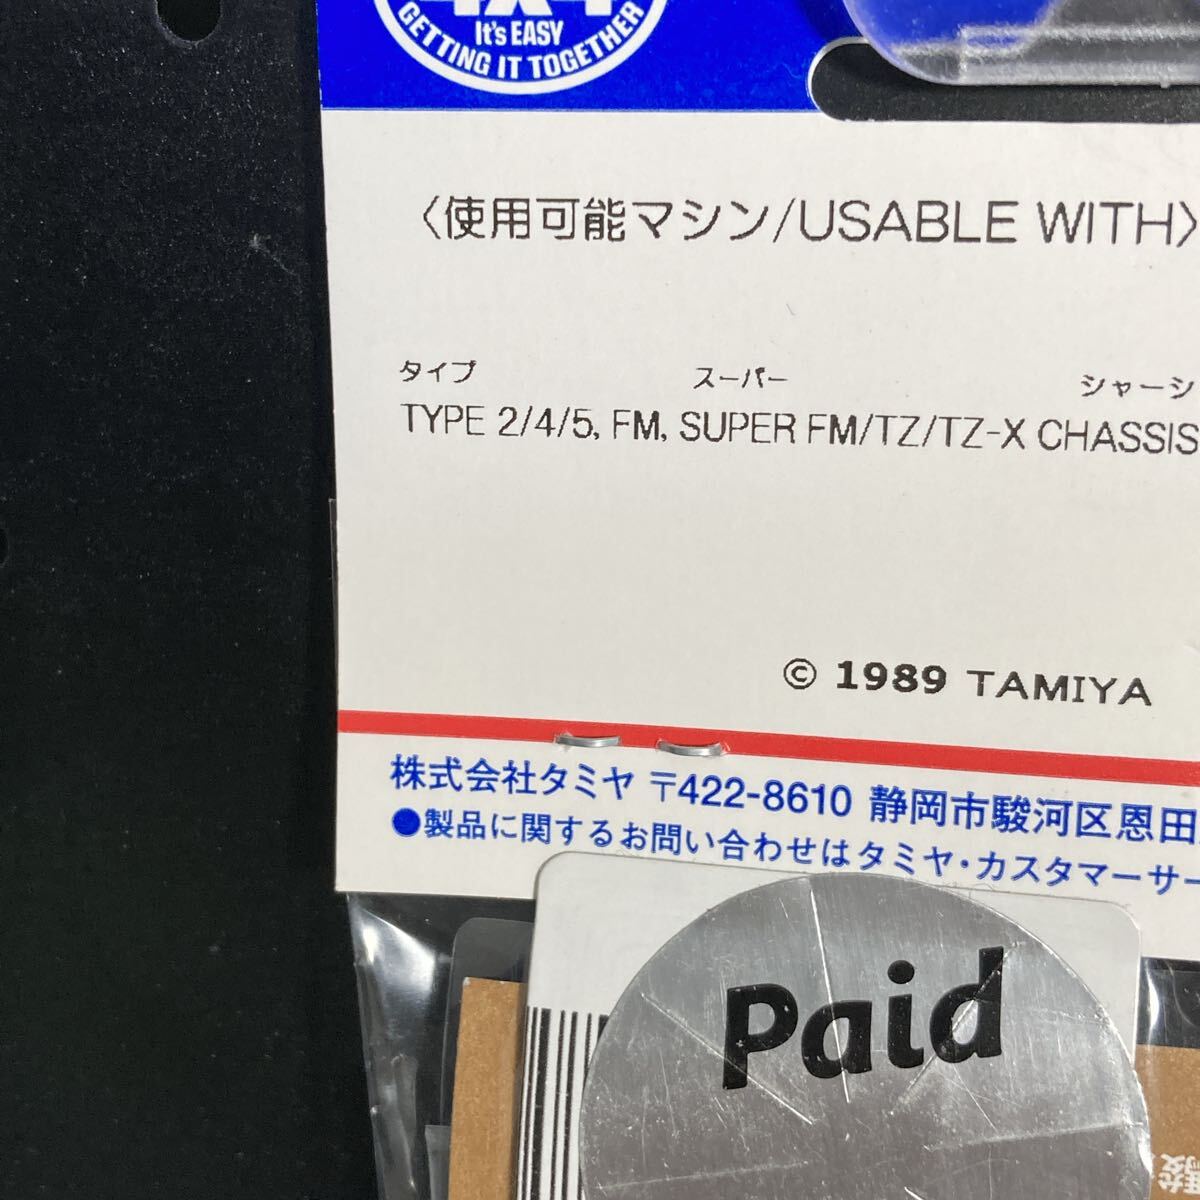 It's EASY
GETTING IT TOGETHER
〈使用可能マシン/USABLE WITH〉
タイプ スーパー シャーシ
TYPE 2/4/5, FM, SUPER FM/TZ/TZ-X CHASSIS
© 1989 TAMIYA
株式会社タミヤ 〒422-8610 静岡市駿河区恩田
●製品に関するお問い合わせはタミヤ・カスタマーサー
Paid